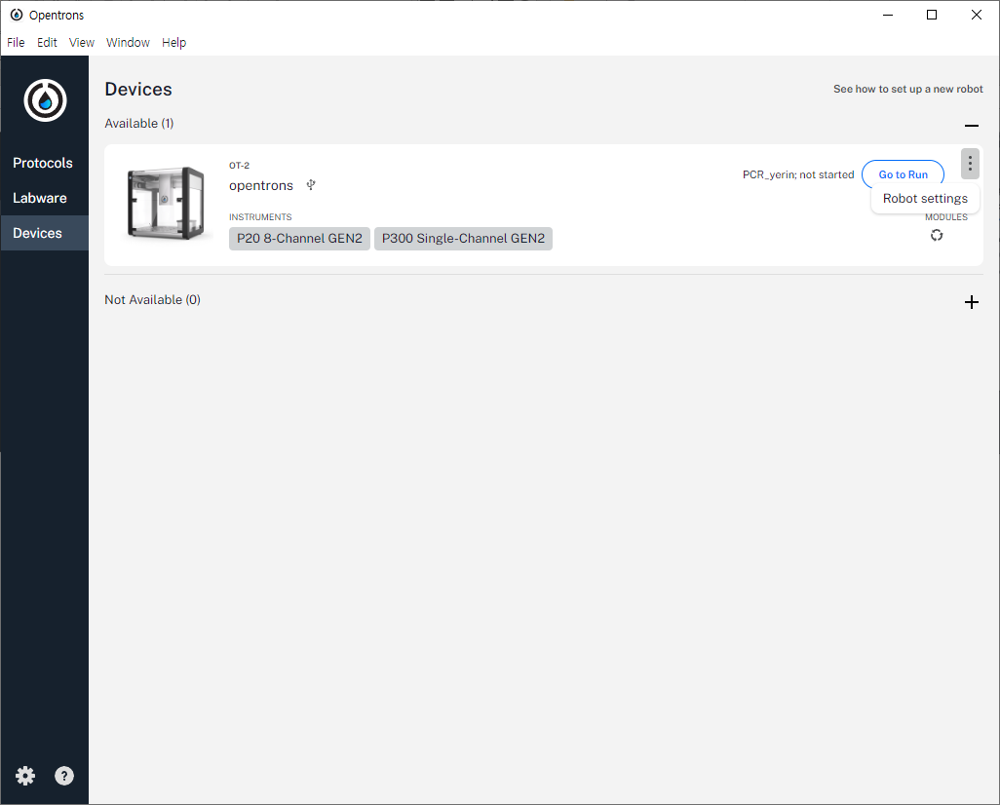 Opentrons
File Edit View Window Help
Devices
See how to set up a new robot
Available (1)
Protocols
Labware
Devices
OT-2
opentrons
PCR_yerin; not started
Go to Run
Robot settings
INSTRUMENTS
MODULES
P20 8-Channel GEN2
P300 Single-Channel GEN2
Not Available (0)
?